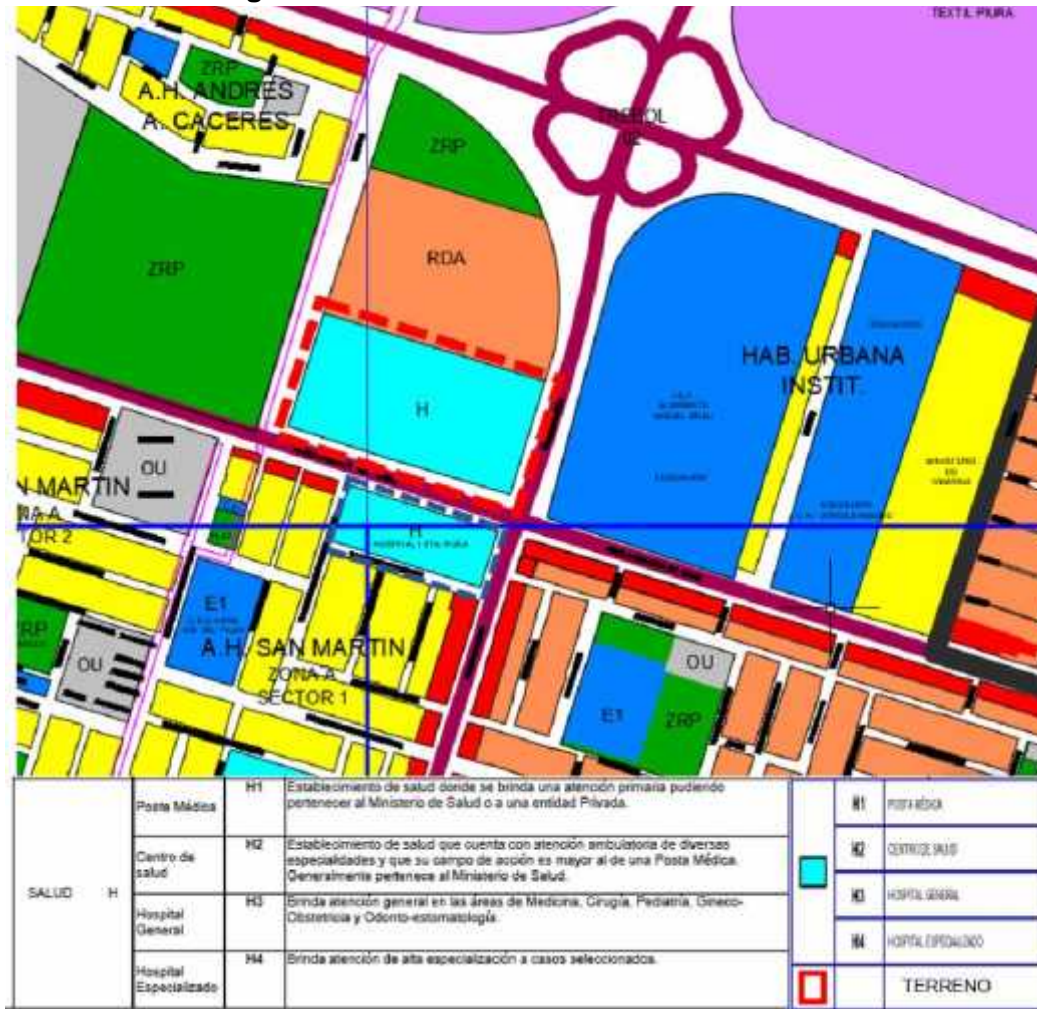 TEXTIL PIURA
ZRP
A.H. ANDRES
A. CACERES
ZRP
TREBOL
02
ZRP
RDA
HAB. URBANA
INSTIT.
H
OU
N MARTIN
H
E1
OU
A.H. SAN MARTIN
ZONA A
SECTOR 1
OU
E1
ZRP
SALUD H
Posta Médica
H1
Establecimiento de salud donde se brinda una atención primaria pudiendo
pertenecer al Ministerio de Salud o a una entidad Privada.
Centro de
salud
H2
Establecimiento de salud que cuenta con atención ambulatoria de diversas
especialidades y que su campo de acción es mayor al de una Posta Médica.
Generalmente pertenece al Ministerio de Salud.
Hospital
General
H3
Brinda atención general en las áreas de Medicina, Cirugía, Pediatría, Gineco-
Obstetricia y Odonto-estomatología.
Hospital
Especializado
H4
Brinda atención de alta especialización a casos seleccionados.
H1 POSTA MÉDICA
H2 CENTRO DE SALUD
H3 HOSPITAL GENERAL
H4 HOSPITAL ESPECIALIZADO
TERRENO